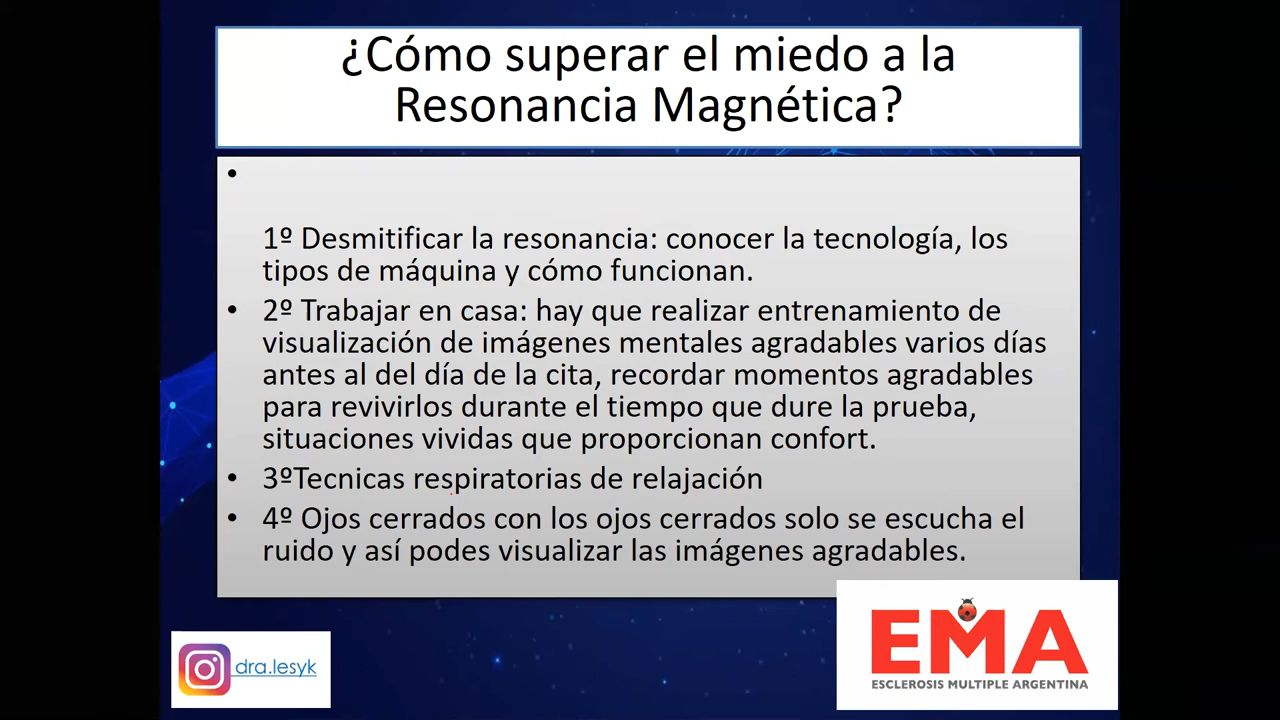 ¿Cómo superar el miedo a la
Resonancia Magnética?
•
1º Desmitificar la resonancia: conocer la tecnología, los
tipos de máquina y cómo funcionan.
• 2º Trabajar en casa: hay que realizar entrenamiento de
visualización de imágenes mentales agradables varios días
antes al del día de la cita, recordar momentos agradables
para revivirlos durante el tiempo que dure la prueba,
situaciones vividas que proporcionan confort.
• 3ºTecnicas respiratorias de relajación
• 4º Ojos cerrados con los ojos cerrados solo se escucha el
ruido y así podes visualizar las imágenes agradables.
dra.lesyk
EMA
ESCLEROSIS MULTIPLE ARGENTINA